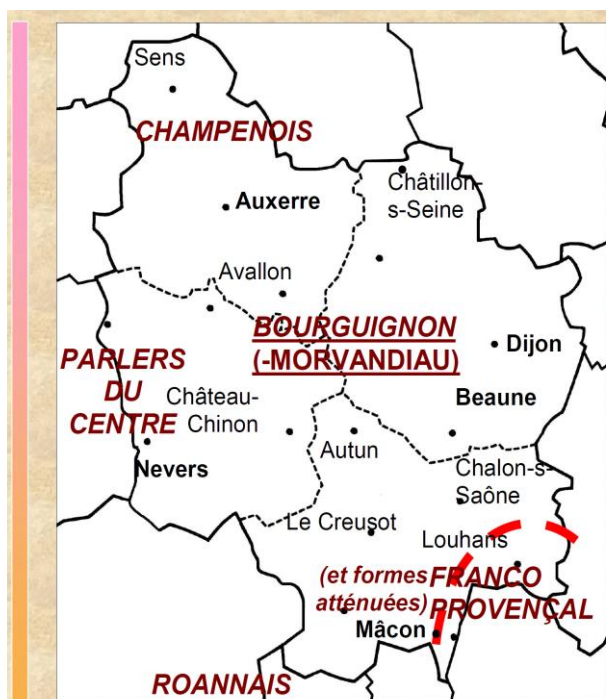 Sens
CHAMPENOIS
Châtillon-
s-Seine
Auxerre
Avallon
BOURGUIGNON
(-MORVANDIAU)
Dijon
PARLERS
DU
CENTRE
Château-
Chinon
Beaune
Autun
Nevers
Chalon-s-
Saône
Le Creusot
Louhans
(et formes
atténuées)
FRANCO
PROVENÇAL
Mâcon
ROANNAIS